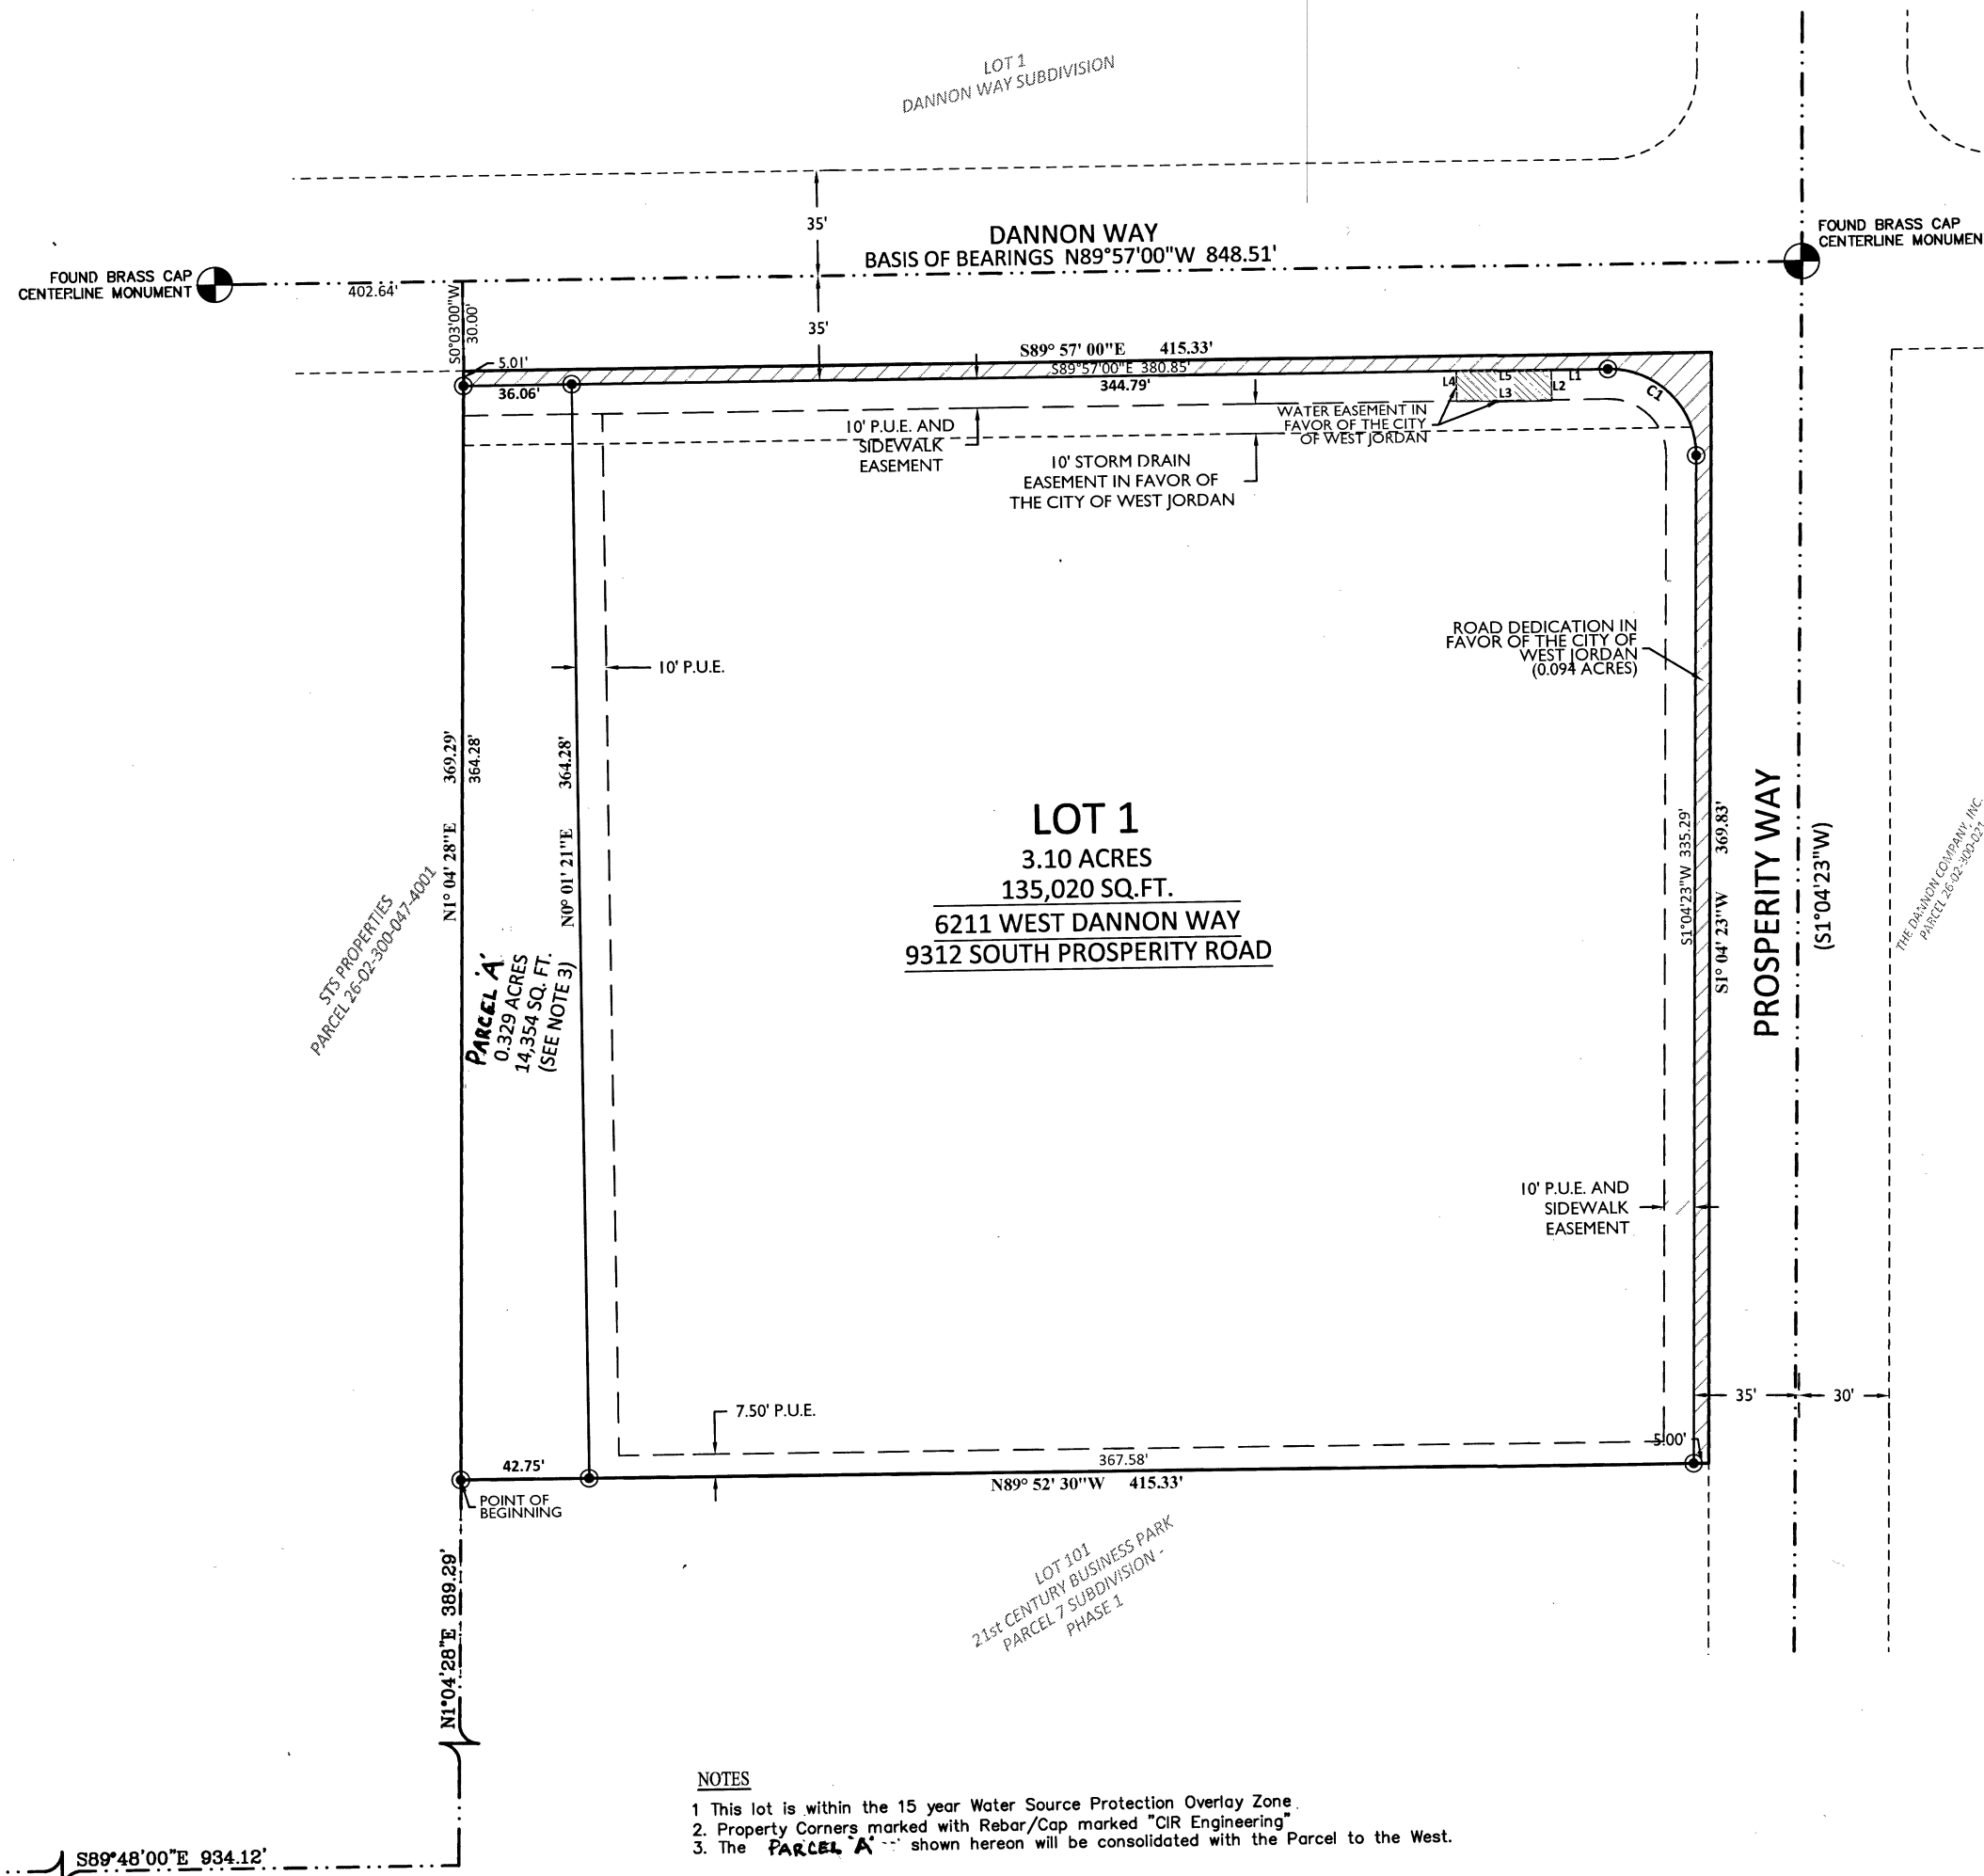 LOT 1
DANNON WAY SUBDIVISION
35'
DANNON WAY
BASIS OF BEARINGS N89°57'00"W 848.51'
FOUND BRASS CAP
CENTERLINE MONUMENT
FOUND BRASS CAP
CENTERLINE MONUMEN
402.64'
S0°03'00"W
30.00'
35'
5.01'
36.06'
S89° 57' 00"E 415.33'
S89°57'00"E 380.85'
344.79'
L4
L5
L3
L1
L2
C1
10' P.U.E. AND
SIDEWALK
EASEMENT
WATER EASEMENT IN
FAVOR OF THE CITY
OF WEST JORDAN
10' STORM DRAIN
EASEMENT IN FAVOR OF
THE CITY OF WEST JORDAN
10' P.U.E.
ROAD DEDICATION IN
FAVOR OF THE CITY OF
WEST JORDAN
(0.094 ACRES)
N1° 04' 28"E 369.29'
364.28'
N0° 01' 21"E 364.28'
LOT 1
3.10 ACRES
135,020 SQ.FT.
6211 WEST DANNON WAY
9312 SOUTH PROSPERITY ROAD
S1°04'23"W 335.29'
S1° 04' 23"W 369.83'
PROSPERITY WAY
(S1°04'23"W)
THE DANNON COMPANY, INC.
PARCEL 26-02-300-021
STS PROPERTIES
PARCEL 26-02-300-047-4001
PARCEL 'A'
0.329 ACRES
14,354 SQ. FT.
(SEE NOTE 3)
10' P.U.E. AND
SIDEWALK
EASEMENT
35'
30'
7.50' P.U.E.
5.00'
42.75'
367.58'
N89° 52' 30"W 415.33'
POINT OF
BEGINNING
LOT 101
21st CENTURY BUSINESS PARK
PARCEL 7 SUBDIVISION -
PHASE 1
N1°04'28"E 389.29'
S89°48'00"E 934.12'
NOTES
1 This lot is within the 15 year Water Source Protection Overlay Zone.
2. Property Corners marked with Rebar/Cap marked "CIR Engineering"
3. The PARCEL 'A' shown hereon will be consolidated with the Parcel to the West.